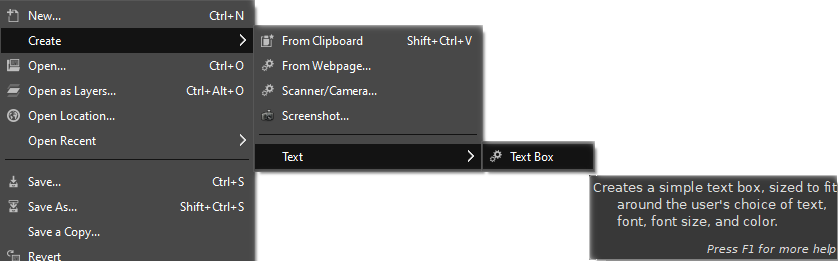 New... Ctrl+N
Create
From Clipboard Shift+Ctrl+V
Open... Ctrl+O
From Webpage...
Open as Layers... Ctrl+Alt+O
Scanner/Camera...
Open Location...
Screenshot...
Open Recent
Text
Text Box
Save... Ctrl+S
Creates a simple text box, sized to fit
around the user's choice of text,
Save As... Shift+Ctrl+S
font, font size, and color.
Save a Copy...
Press F1 for more help
Revert